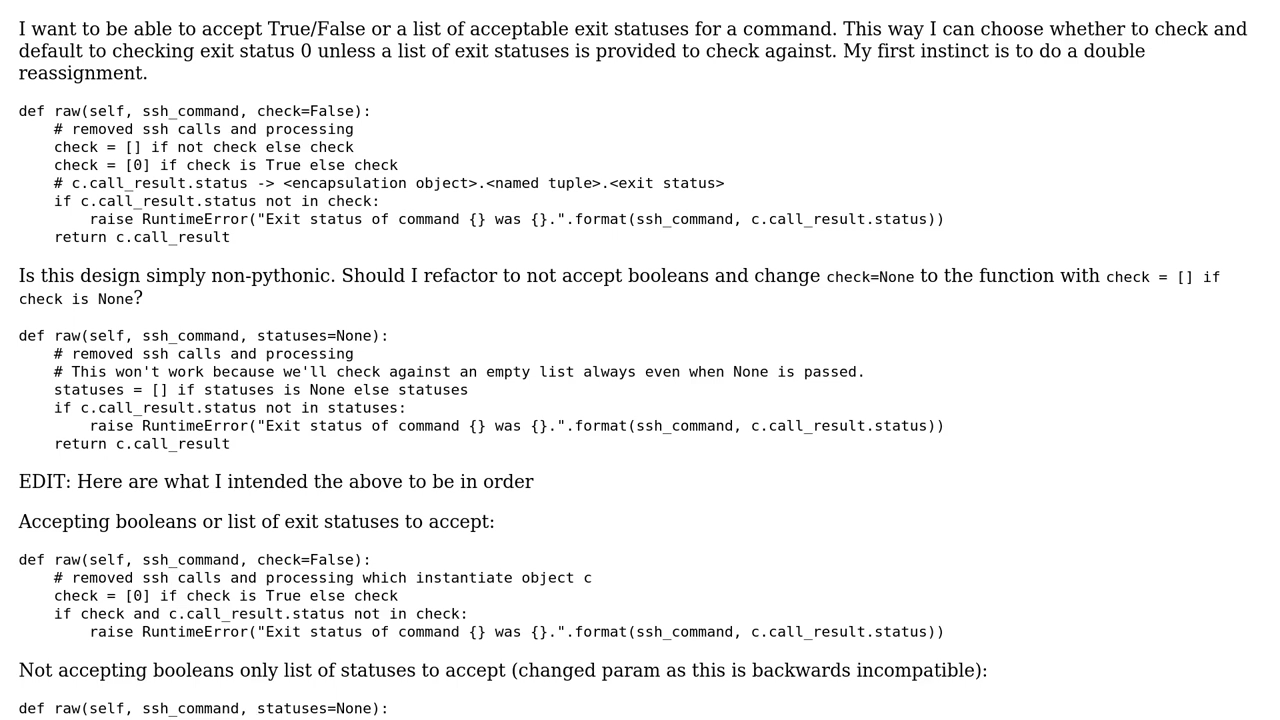 I want to be able to accept True/False or a list of acceptable exit statuses for a command. This way I can choose whether to check and
default to checking exit status 0 unless a list of exit statuses is provided to check against. My first instinct is to do a double
reassignment.
def raw(self, ssh_command, check=False):
    # removed ssh calls and processing
    check = [] if not check else check
    check = [0] if check is True else check
    # c.call_result.status -> <encapsulation object>.<named tuple>.<exit status>
    if c.call_result.status not in check:
        raise RuntimeError("Exit status of command {} was {}.".format(ssh_command, c.call_result.status))
    return c.call_result
Is this design simply non-pythonic. Should I refactor to not accept booleans and change check=None to the function with check = [] if
check is None?
def raw(self, ssh_command, statuses=None):
    # removed ssh calls and processing
    # This won't work because we'll check against an empty list always even when None is passed.
    statuses = [] if statuses is None else statuses
    if c.call_result.status not in statuses:
        raise RuntimeError("Exit status of command {} was {}.".format(ssh_command, c.call_result.status))
    return c.call_result
EDIT: Here are what I intended the above to be in order
Accepting booleans or list of exit statuses to accept:
def raw(self, ssh_command, check=False):
    # removed ssh calls and processing which instantiate object c
    check = [0] if check is True else check
    if check and c.call_result.status not in check:
        raise RuntimeError("Exit status of command {} was {}.".format(ssh_command, c.call_result.status))
Not accepting booleans only list of statuses to accept (changed param as this is backwards incompatible):
def raw(self, ssh_command, statuses=None):